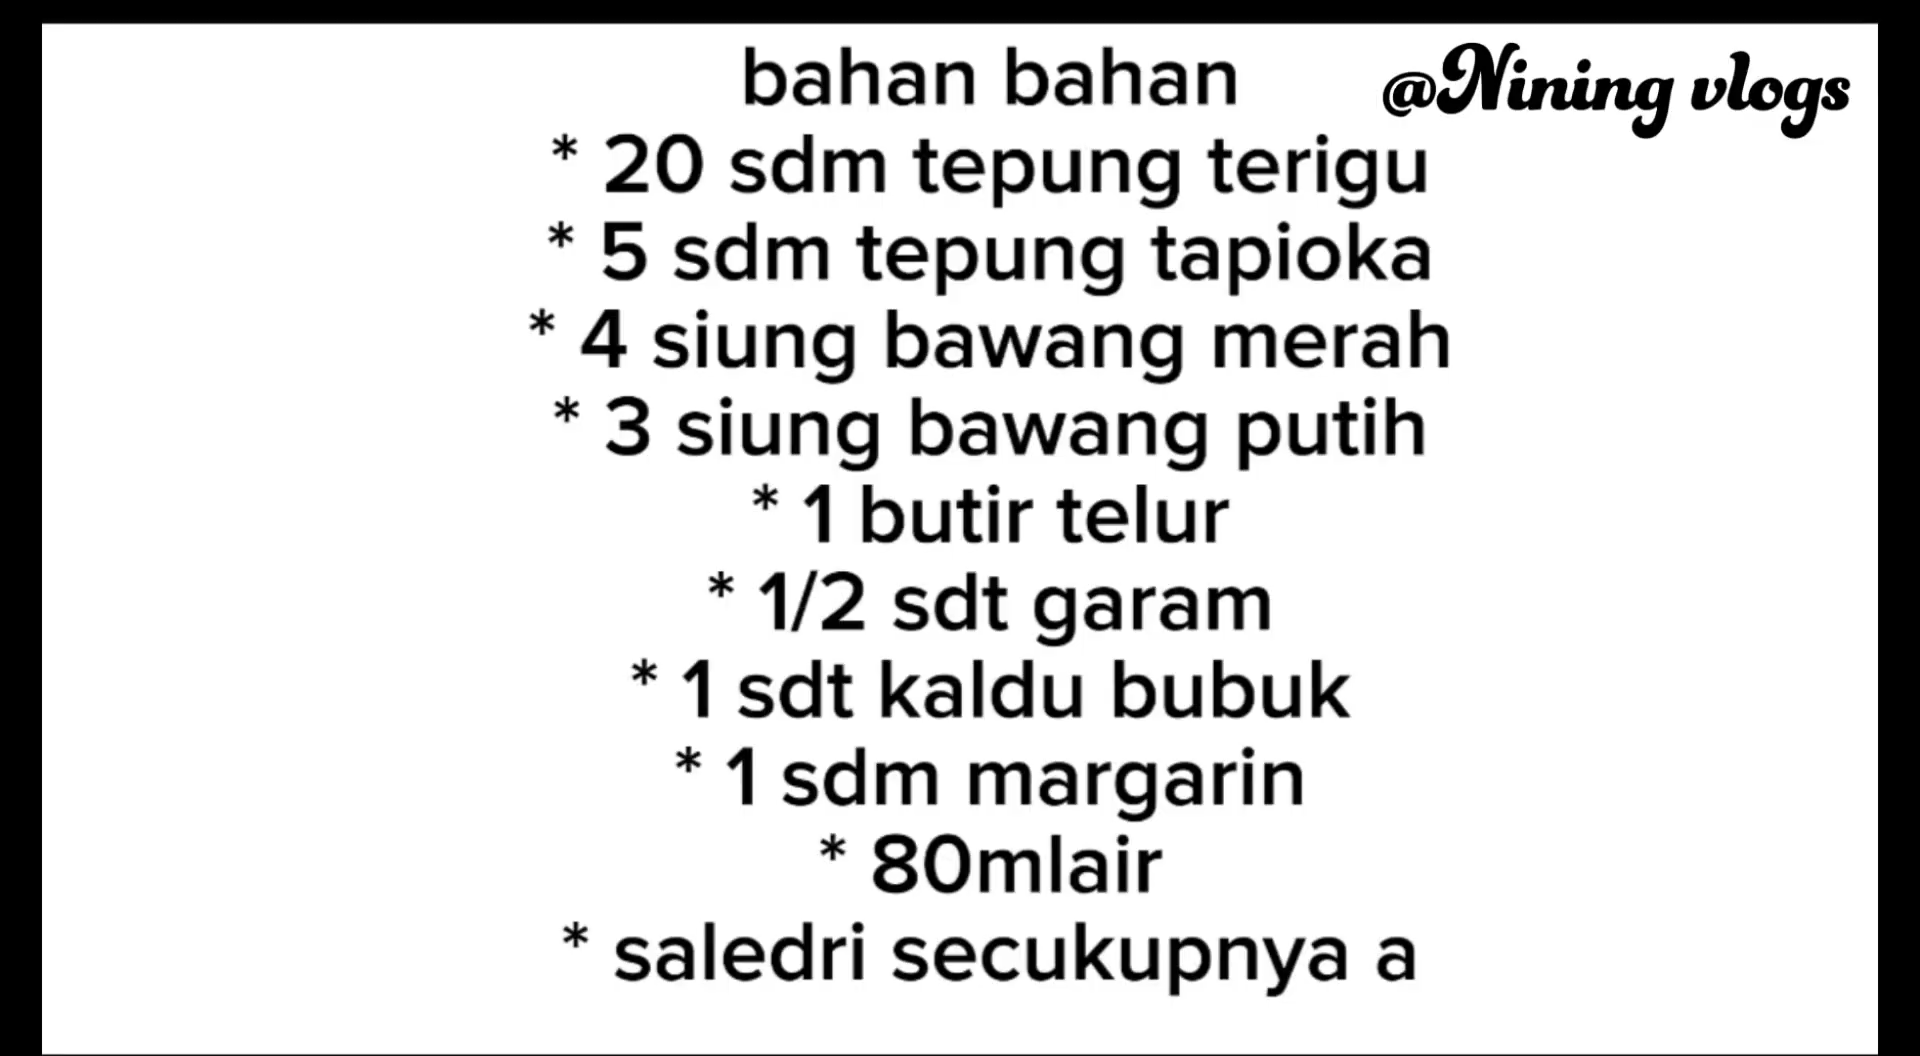 bahan bahan
@Nining vlogs
* 20 sdm tepung terigu
* 5 sdm tepung tapioka
* 4 siung bawang merah
* 3 siung bawang putih
* 1 butir telur
* 1/2 sdt garam
* 1 sdt kaldu bubuk
* 1 sdm margarin
* 80mlair
* saledri secukupnya a